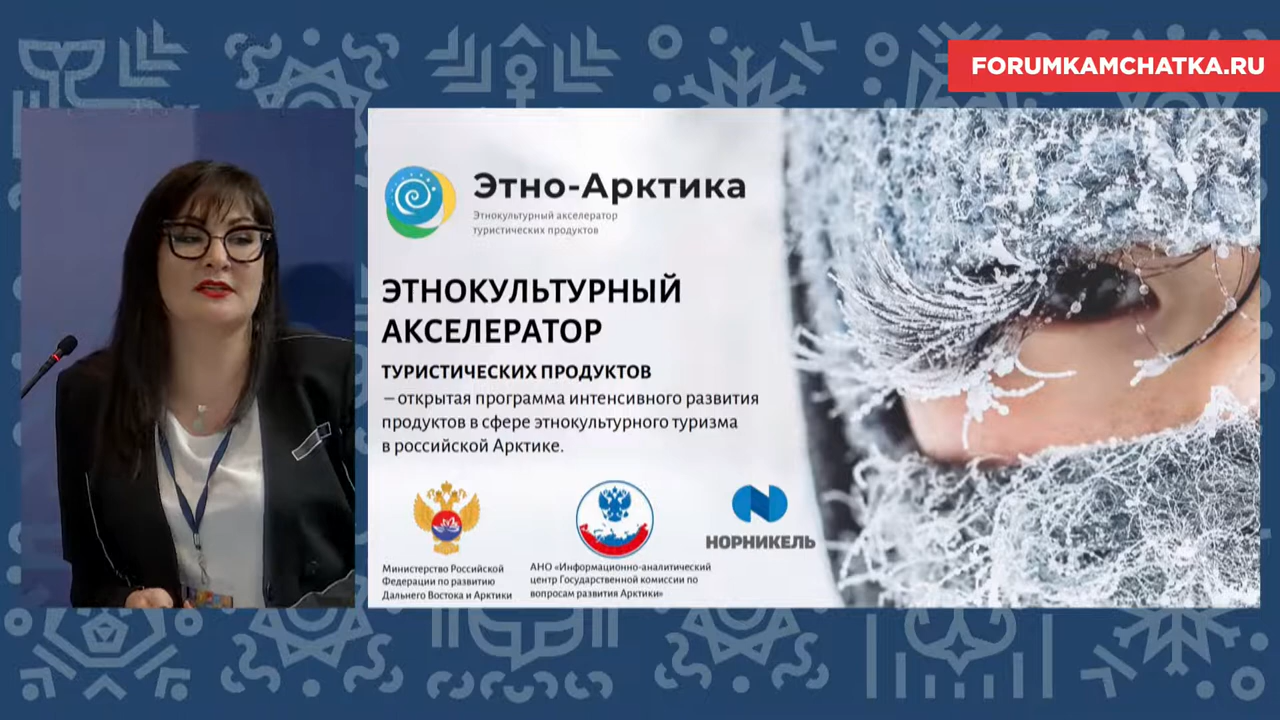 FORUMKAMCHATKA.RU
Этно-Арктика
Этнокультурный акселератор
туристических продуктов
ЭТНОКУЛЬТУРНЫЙ
АКСЕЛЕРАТОР
ТУРИСТИЧЕСКИХ ПРОДУКТОВ
– открытая программа интенсивного развития
продуктов в сфере этнокультурного туризма
в российской Арктике.
НОРНИКЕЛЬ
Министерство Российской
Федерации по развитию
Дальнего Востока и Арктики
АНО «Информационно-аналитический
центр Государственной комиссии по
вопросам развития Арктики»